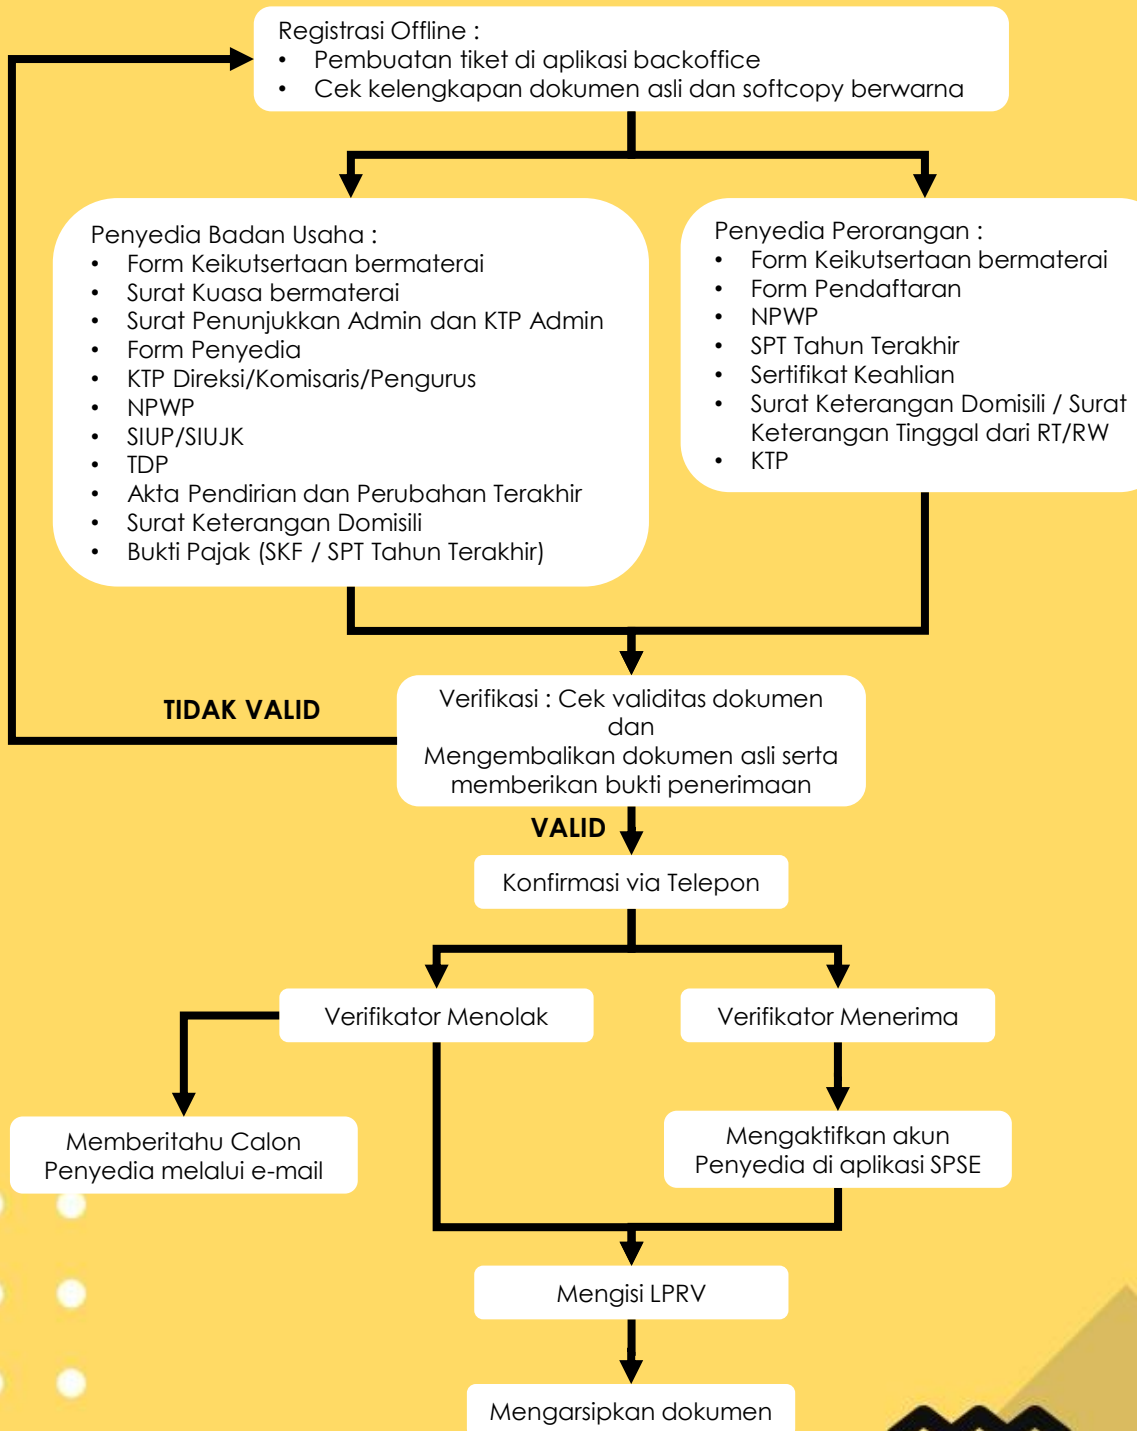 Registrasi Offline :
• Pembuatan tiket di aplikasi backoffice
• Cek kelengkapan dokumen asli dan softcopy berwarna
Penyedia Badan Usaha :
• Form Keikutsertaan bermaterai
• Surat Kuasa bermaterai
• Surat Penunjukkan Admin dan KTP Admin
• Form Penyedia
• KTP Direksi/Komisaris/Pengurus
• NPWP
• SIUP/SIUJK
• TDP
• Akta Pendirian dan Perubahan Terakhir
• Surat Keterangan Domisili
• Bukti Pajak (SKF / SPT Tahun Terakhir)
Penyedia Perorangan :
• Form Keikutsertaan bermaterai
• Form Pendaftaran
• NPWP
• SPT Tahun Terakhir
• Sertifikat Keahlian
• Surat Keterangan Domisili / Surat
Keterangan Tinggal dari RT/RW
• KTP
TIDAK VALID
Verifikasi : Cek validitas dokumen
dan
Mengembalikan dokumen asli serta
memberikan bukti penerimaan
VALID
Konfirmasi via Telepon
Verifikator Menolak
Verifikator Menerima
Memberitahu Calon
Penyedia melalui e-mail
Mengaktifkan akun
Penyedia di aplikasi SPSE
Mengisi LPRV
Mengarsipkan dokumen